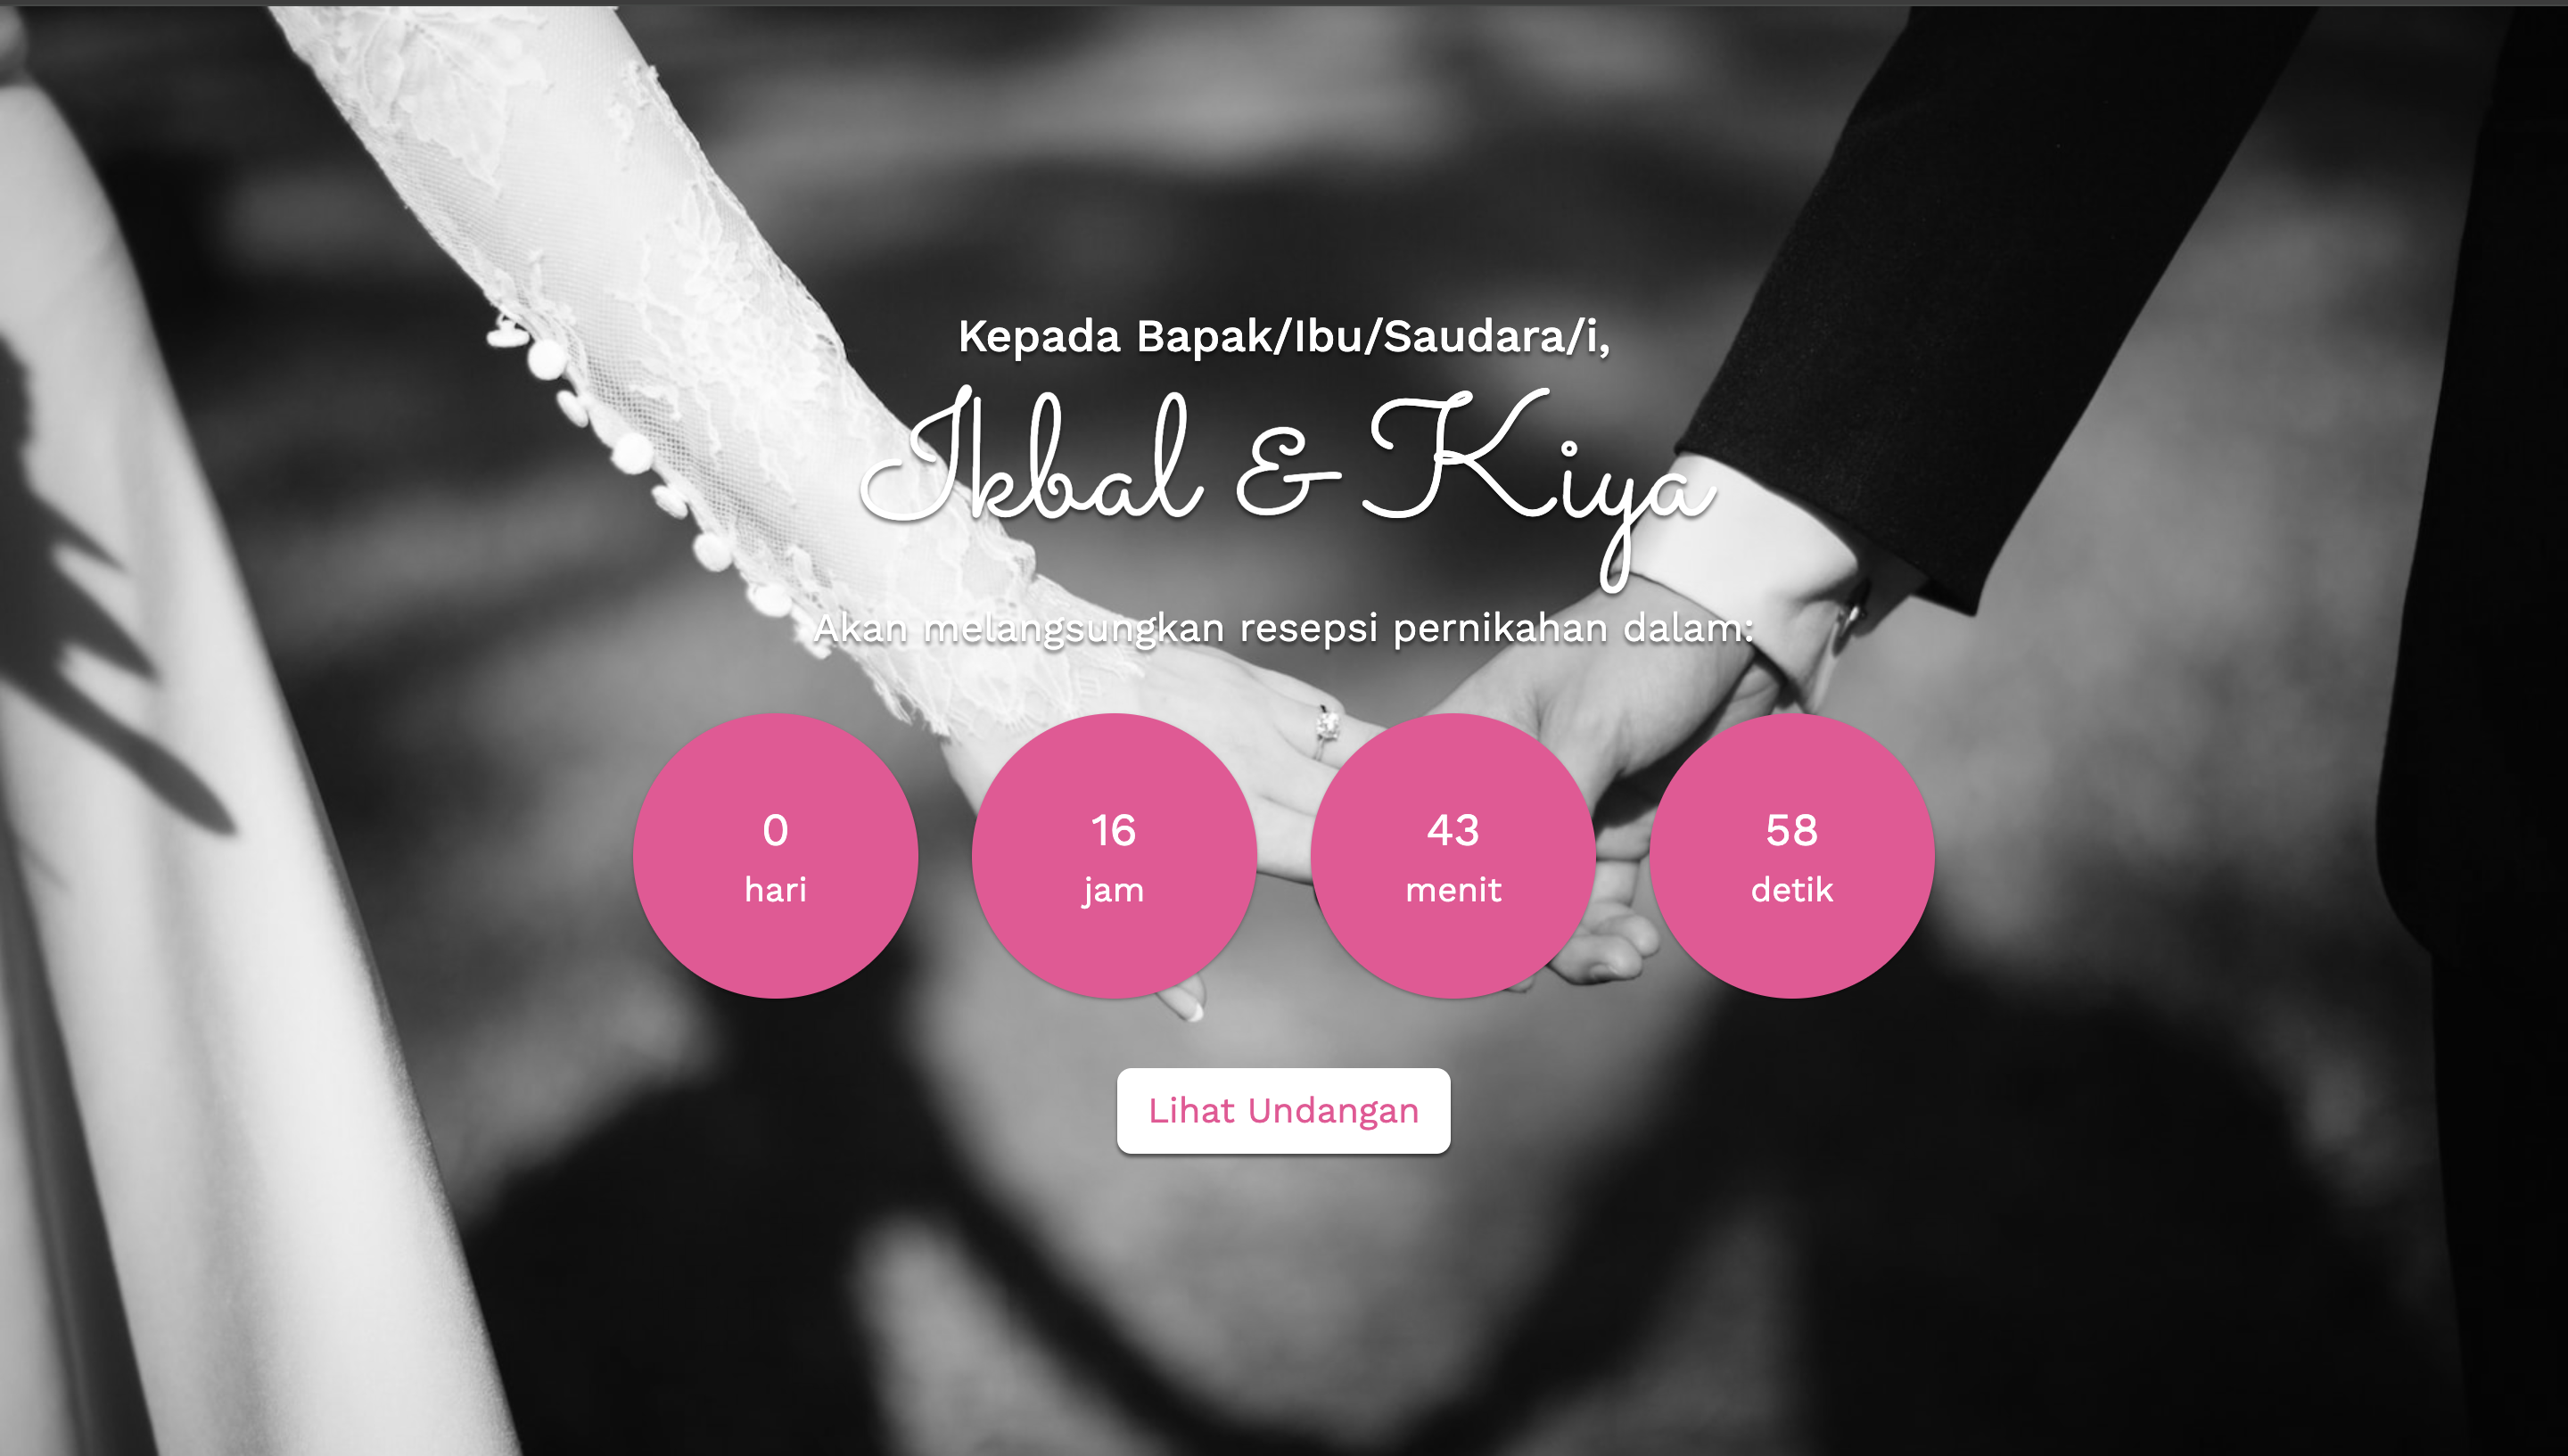 Kepada Bapak/Ibu/Saudara/i,
Ikbal & Kiya
Akan melangsungkan resepsi pernikahan dalam:
0 16 43 58
hari jam menit detik
Lihat Undangan